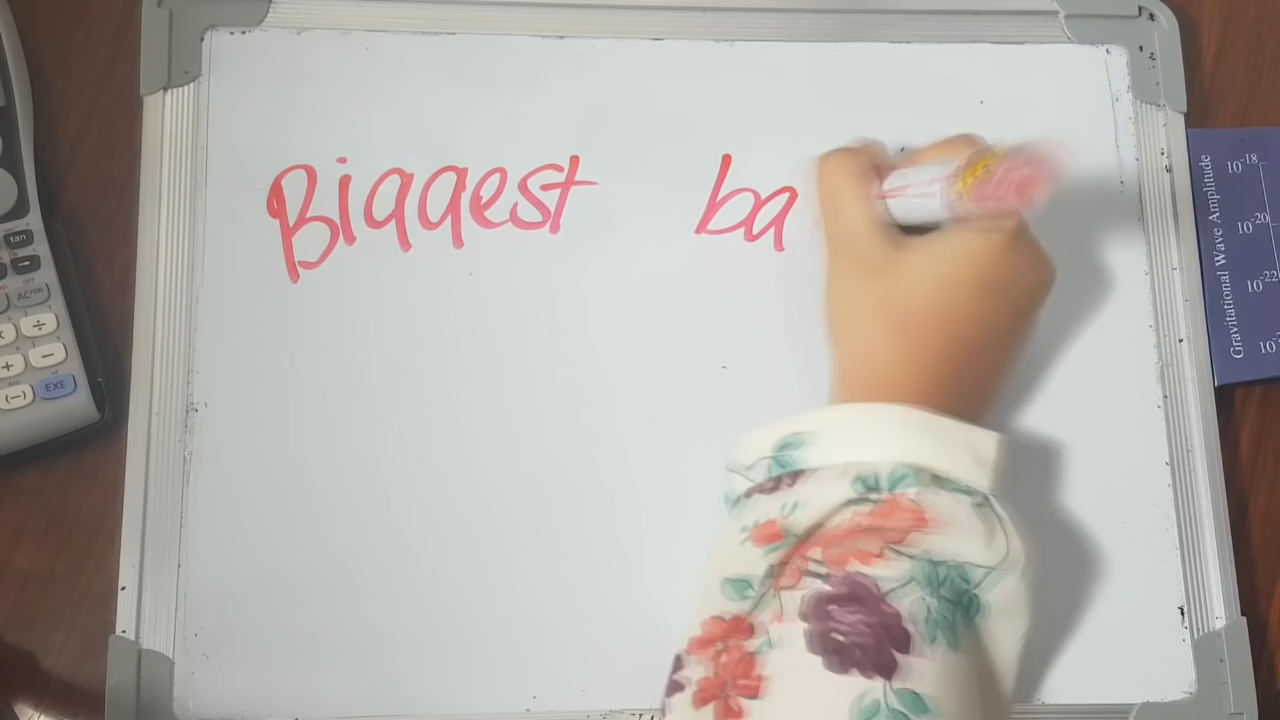 Biggest ba
tan
AC/ON
÷
+
−
(−)
EXE
Gravitational Wave Amplitude
10-18
10-20
10-22